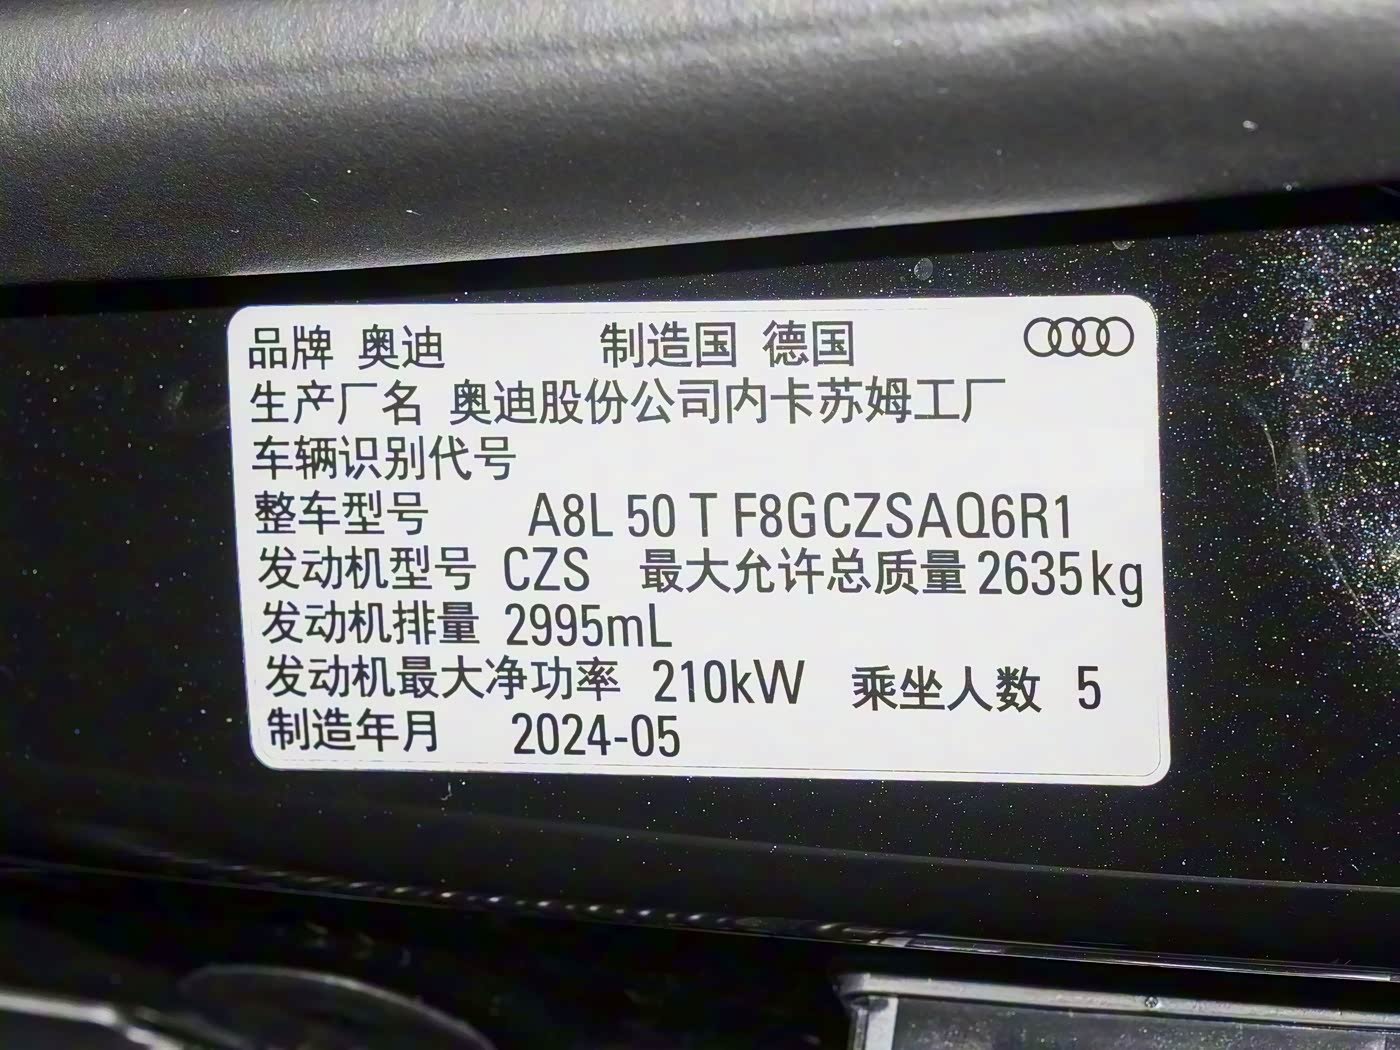 品牌 奥迪 制造国 德国
生产厂名 奥迪股份公司内卡苏姆工厂
车辆识别代号
整车型号 A8L 50 T F8GCZSAQ6R1
发动机型号 CZS 最大允许总质量 2635kg
发动机排量 2995mL
发动机最大净功率 210kW 乘坐人数 5
制造年月 2024-05